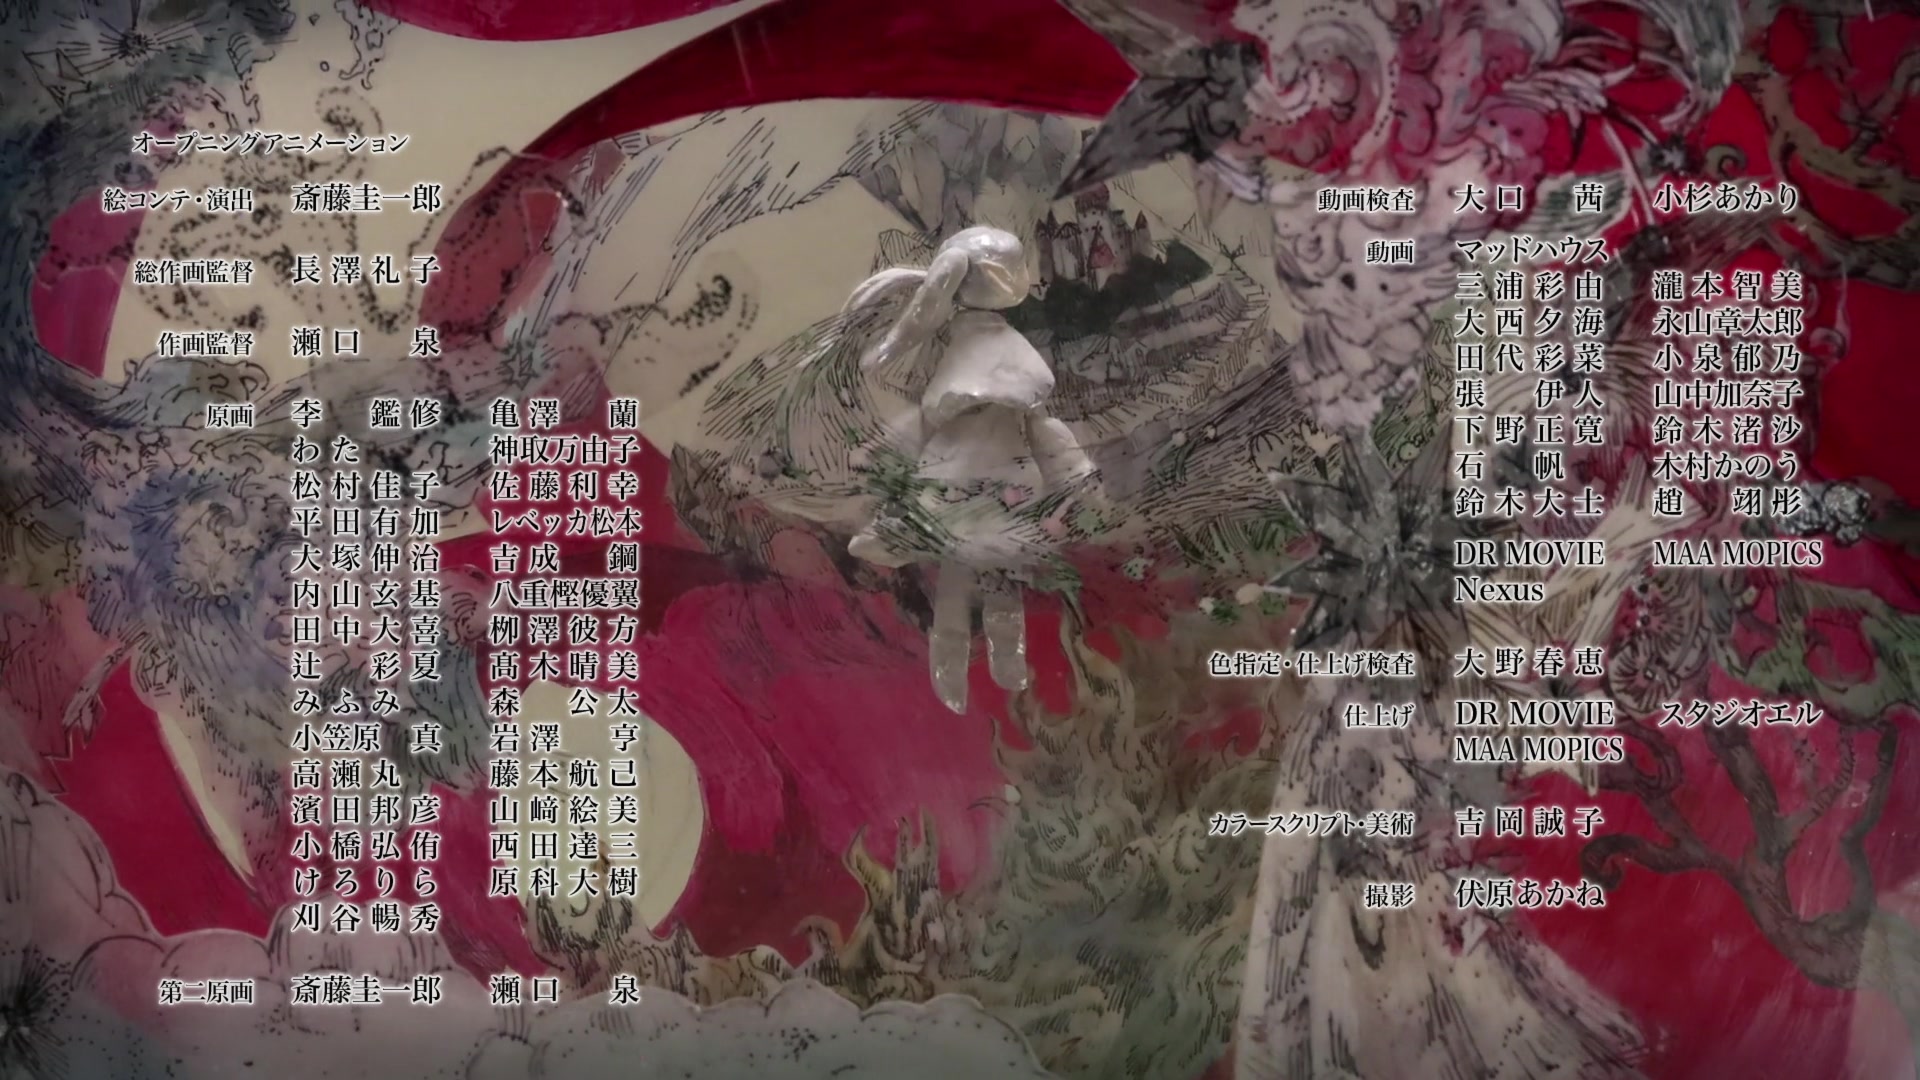 オープニングアニメーション
絵コンテ・演出 斎藤圭一郎
総作画監督 長澤礼子
作画監督 瀬口 泉
原画 李 鑑修 亀澤 蘭
わた 神取万由子
松村佳子 佐藤利幸
平田有加 レベッカ松本
大塚伸治 吉成 鋼
内山玄基 八重樫優翼
田中大喜 栁澤彼方
辻 彩夏 髙木晴美
みふみ 森 公太
小笠原 真 岩澤 亨
高瀬丸 藤本航己
濱田邦彦 山﨑絵美
小橋弘侑 西田達三
けろりら 原科大樹
刈谷暢秀
第二原画 斎藤圭一郎 瀬口 泉
動画検査 大口 茜 小杉あかり
動画 マッドハウス
三浦彩由 瀧本智美
大西夕海 永山章太郎
田代彩菜 小泉郁乃
張 伊人 山中加奈子
下野正寛 鈴木渚沙
石 帆 木村かのう
鈴木大士 趙 翊彤
DR MOVIE MAA MOPICS
Nexus
色指定・仕上げ検査 大野春恵
仕上げ DR MOVIE スタジオエル
MAA MOPICS
カラースクリプト・美術 吉岡誠子
撮影 伏原あかね